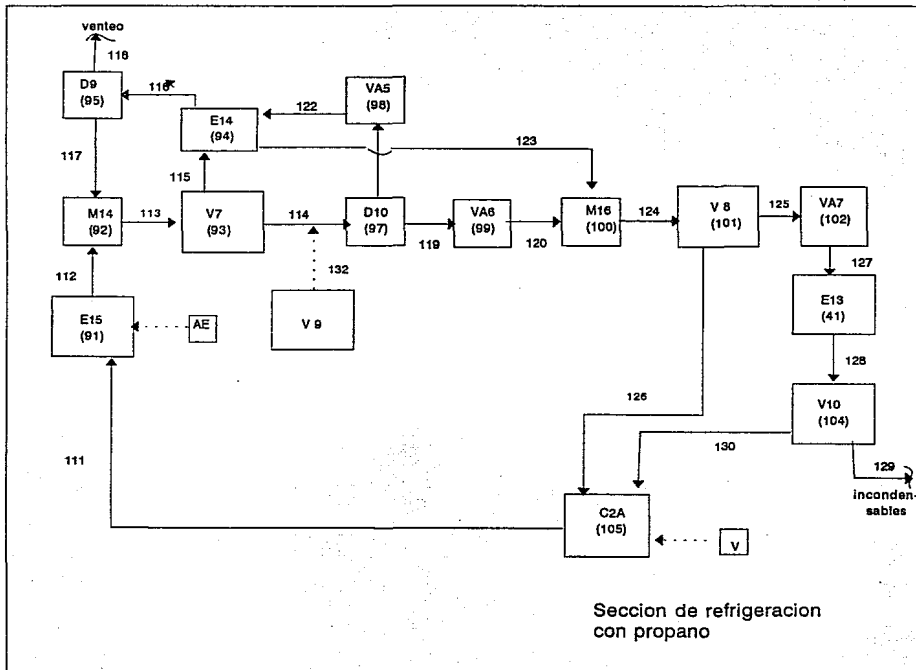 venteo
118
D9
(95)
116
VA5
(98)
122
E14
(94)
123
117
115
M14
(92)
113
V7
(93)
114
D10
(97)
119
VA6
(99)
120
M16
(100)
124
V 8
(101)
125
VA7
(102)
112
132
127
E15
(91)
AE
V 9
E13
(41)
128
126
V10
(104)
130
111
129
inconden-
sables
C2A
(105)
V
Seccion de refrigeracion
con propano